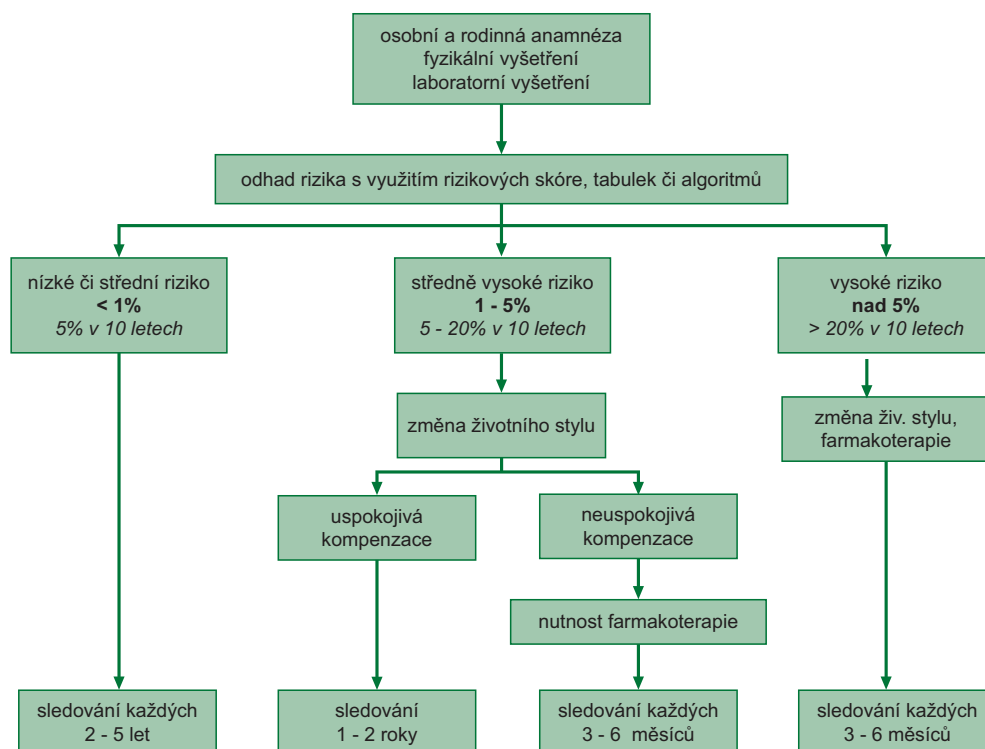 osobní a rodinná anamnéza
fyzikální vyšetření
laboratorní vyšetření
odhad rizika s využitím rizikových skóre, tabulek či algoritmů
nízké či střední riziko
< 1%
5% v 10 letech
středně vysoké riziko
1 - 5%
5 - 20% v 10 letech
vysoké riziko
nad 5%
> 20% v 10 letech
změna životního stylu
změna živ. stylu,
farmakoterapie
uspokojivá
kompenzace
neuspokojivá
kompenzace
nutnost farmakoterapie
sledování každých
2 - 5 let
sledování
1 - 2 roky
sledování každých
3 - 6 měsíců
sledování každých
3 - 6 měsíců